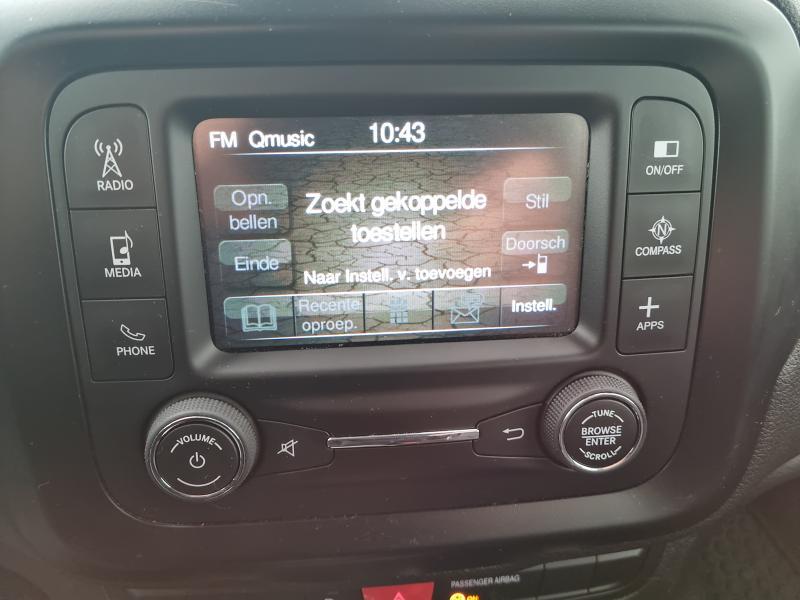 FM Qmusic 10:43
RADIO
ON/OFF
Opn.
bellen
Zoekt gekoppelde
toestellen
Stil
MEDIA
Einde
Doorsch
N
COMPASS
Naar Instell. v. toevoegen
Recente
oproep.
Instell.
PHONE
APPS
VOLUME
TUNE
BROWSE
ENTER
SCROLL
PASSENGER AIRBAG
ON